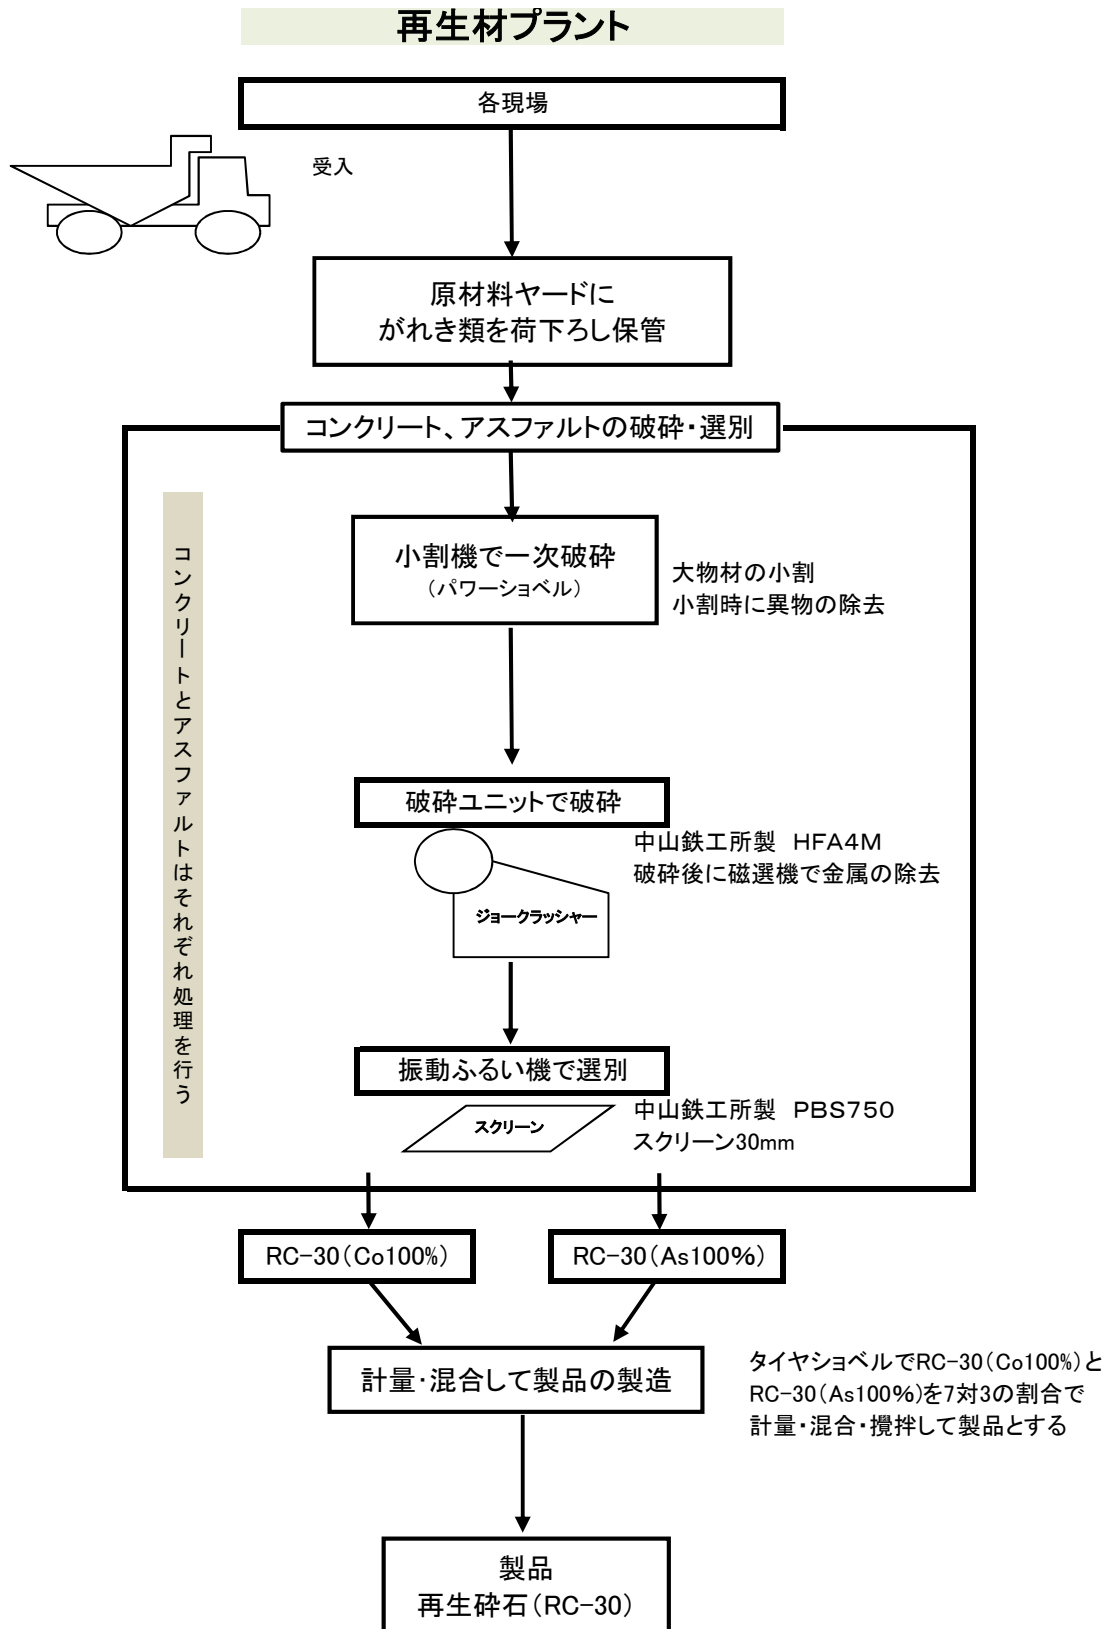 再生材プラント
各現場
受入
原材料ヤードに
がれき類を荷下ろし保管
コンクリート、アスファルトの破砕・選別
コンクリートとアスファルトはそれぞれ処理を行う
小割機で一次破砕
(パワーショベル)
大物材の小割
小割時に異物の除去
破砕ユニットで破砕
中山鉄工所製 HFA4M
破砕後に磁選機で金属の除去
ジョークラッシャー
振動ふるい機で選別
中山鉄工所製 PBS750
スクリーン30mm
スクリーン
RC-30(Co100%)
RC-30(As100%)
計量・混合して製品の製造
タイヤショベルでRC-30(Co100%)と
RC-30(As100%)を7対3の割合で
計量・混合・攪拌して製品とする
製品
再生砕石(RC-30)